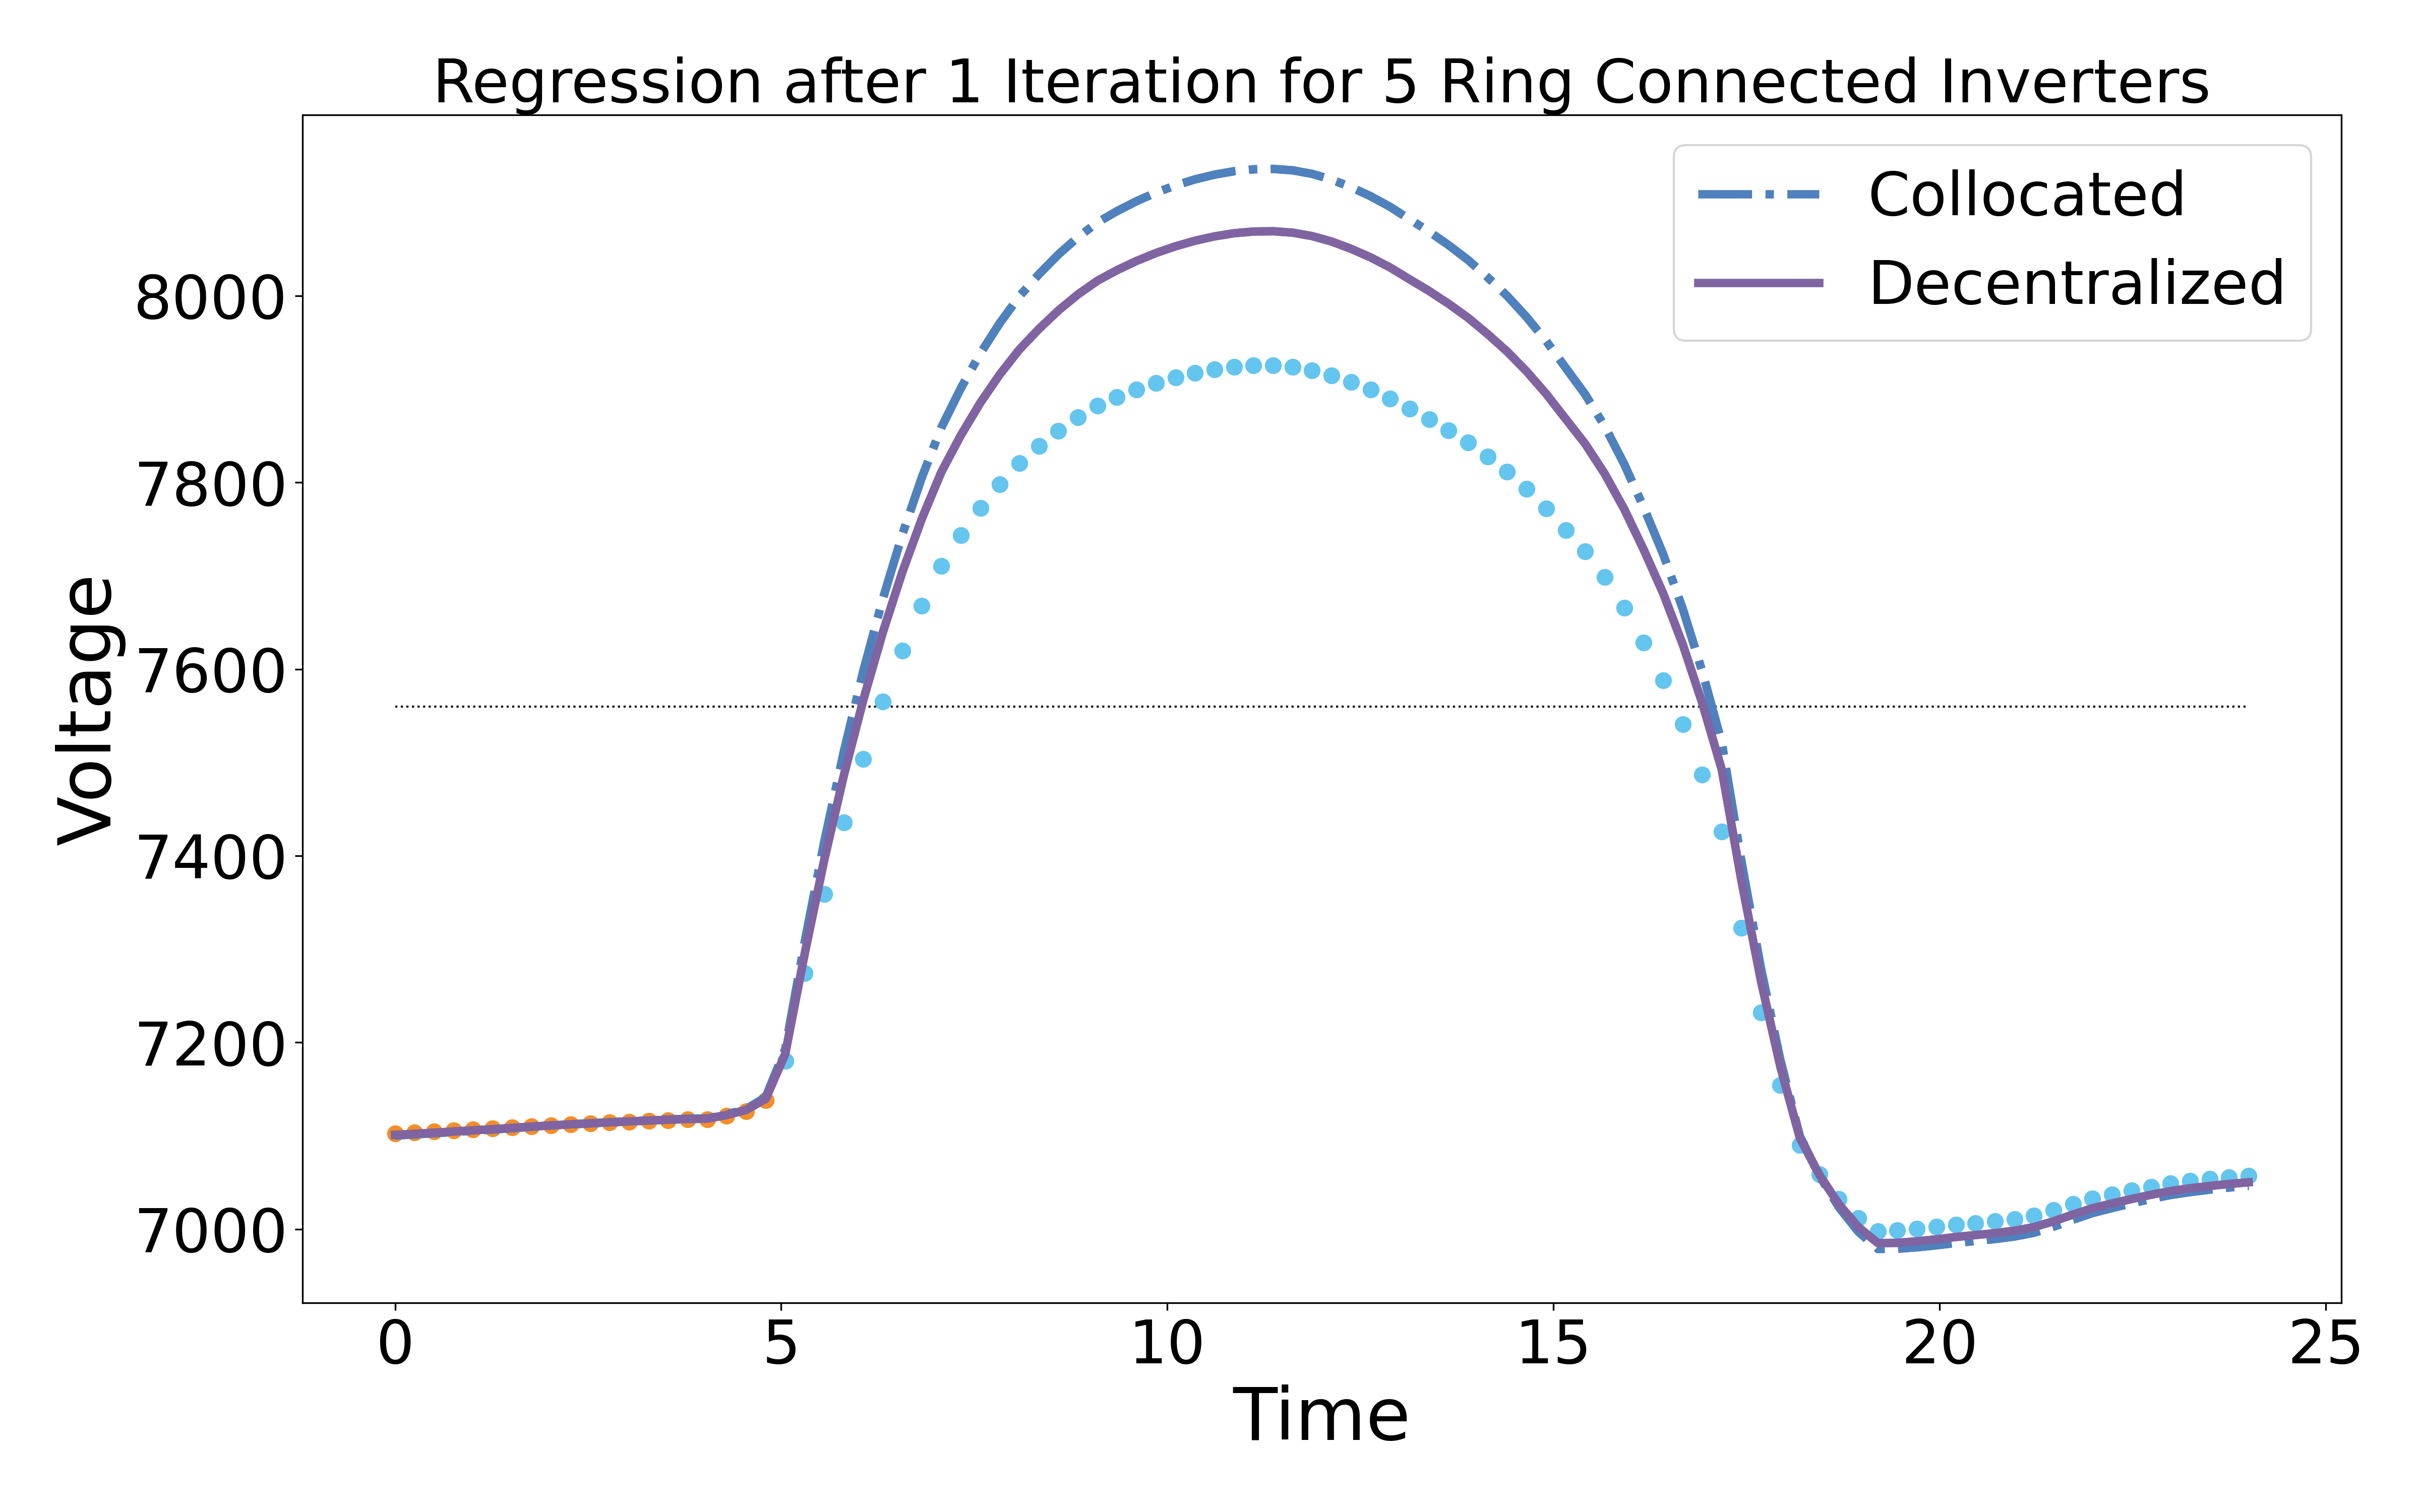 Regression after 1 Iteration for 5 Ring Connected Inverters
Collocated
Decentralized
Voltage
8000
7800
7600
7400
7200
7000
0 5 10 15 20 25
Time